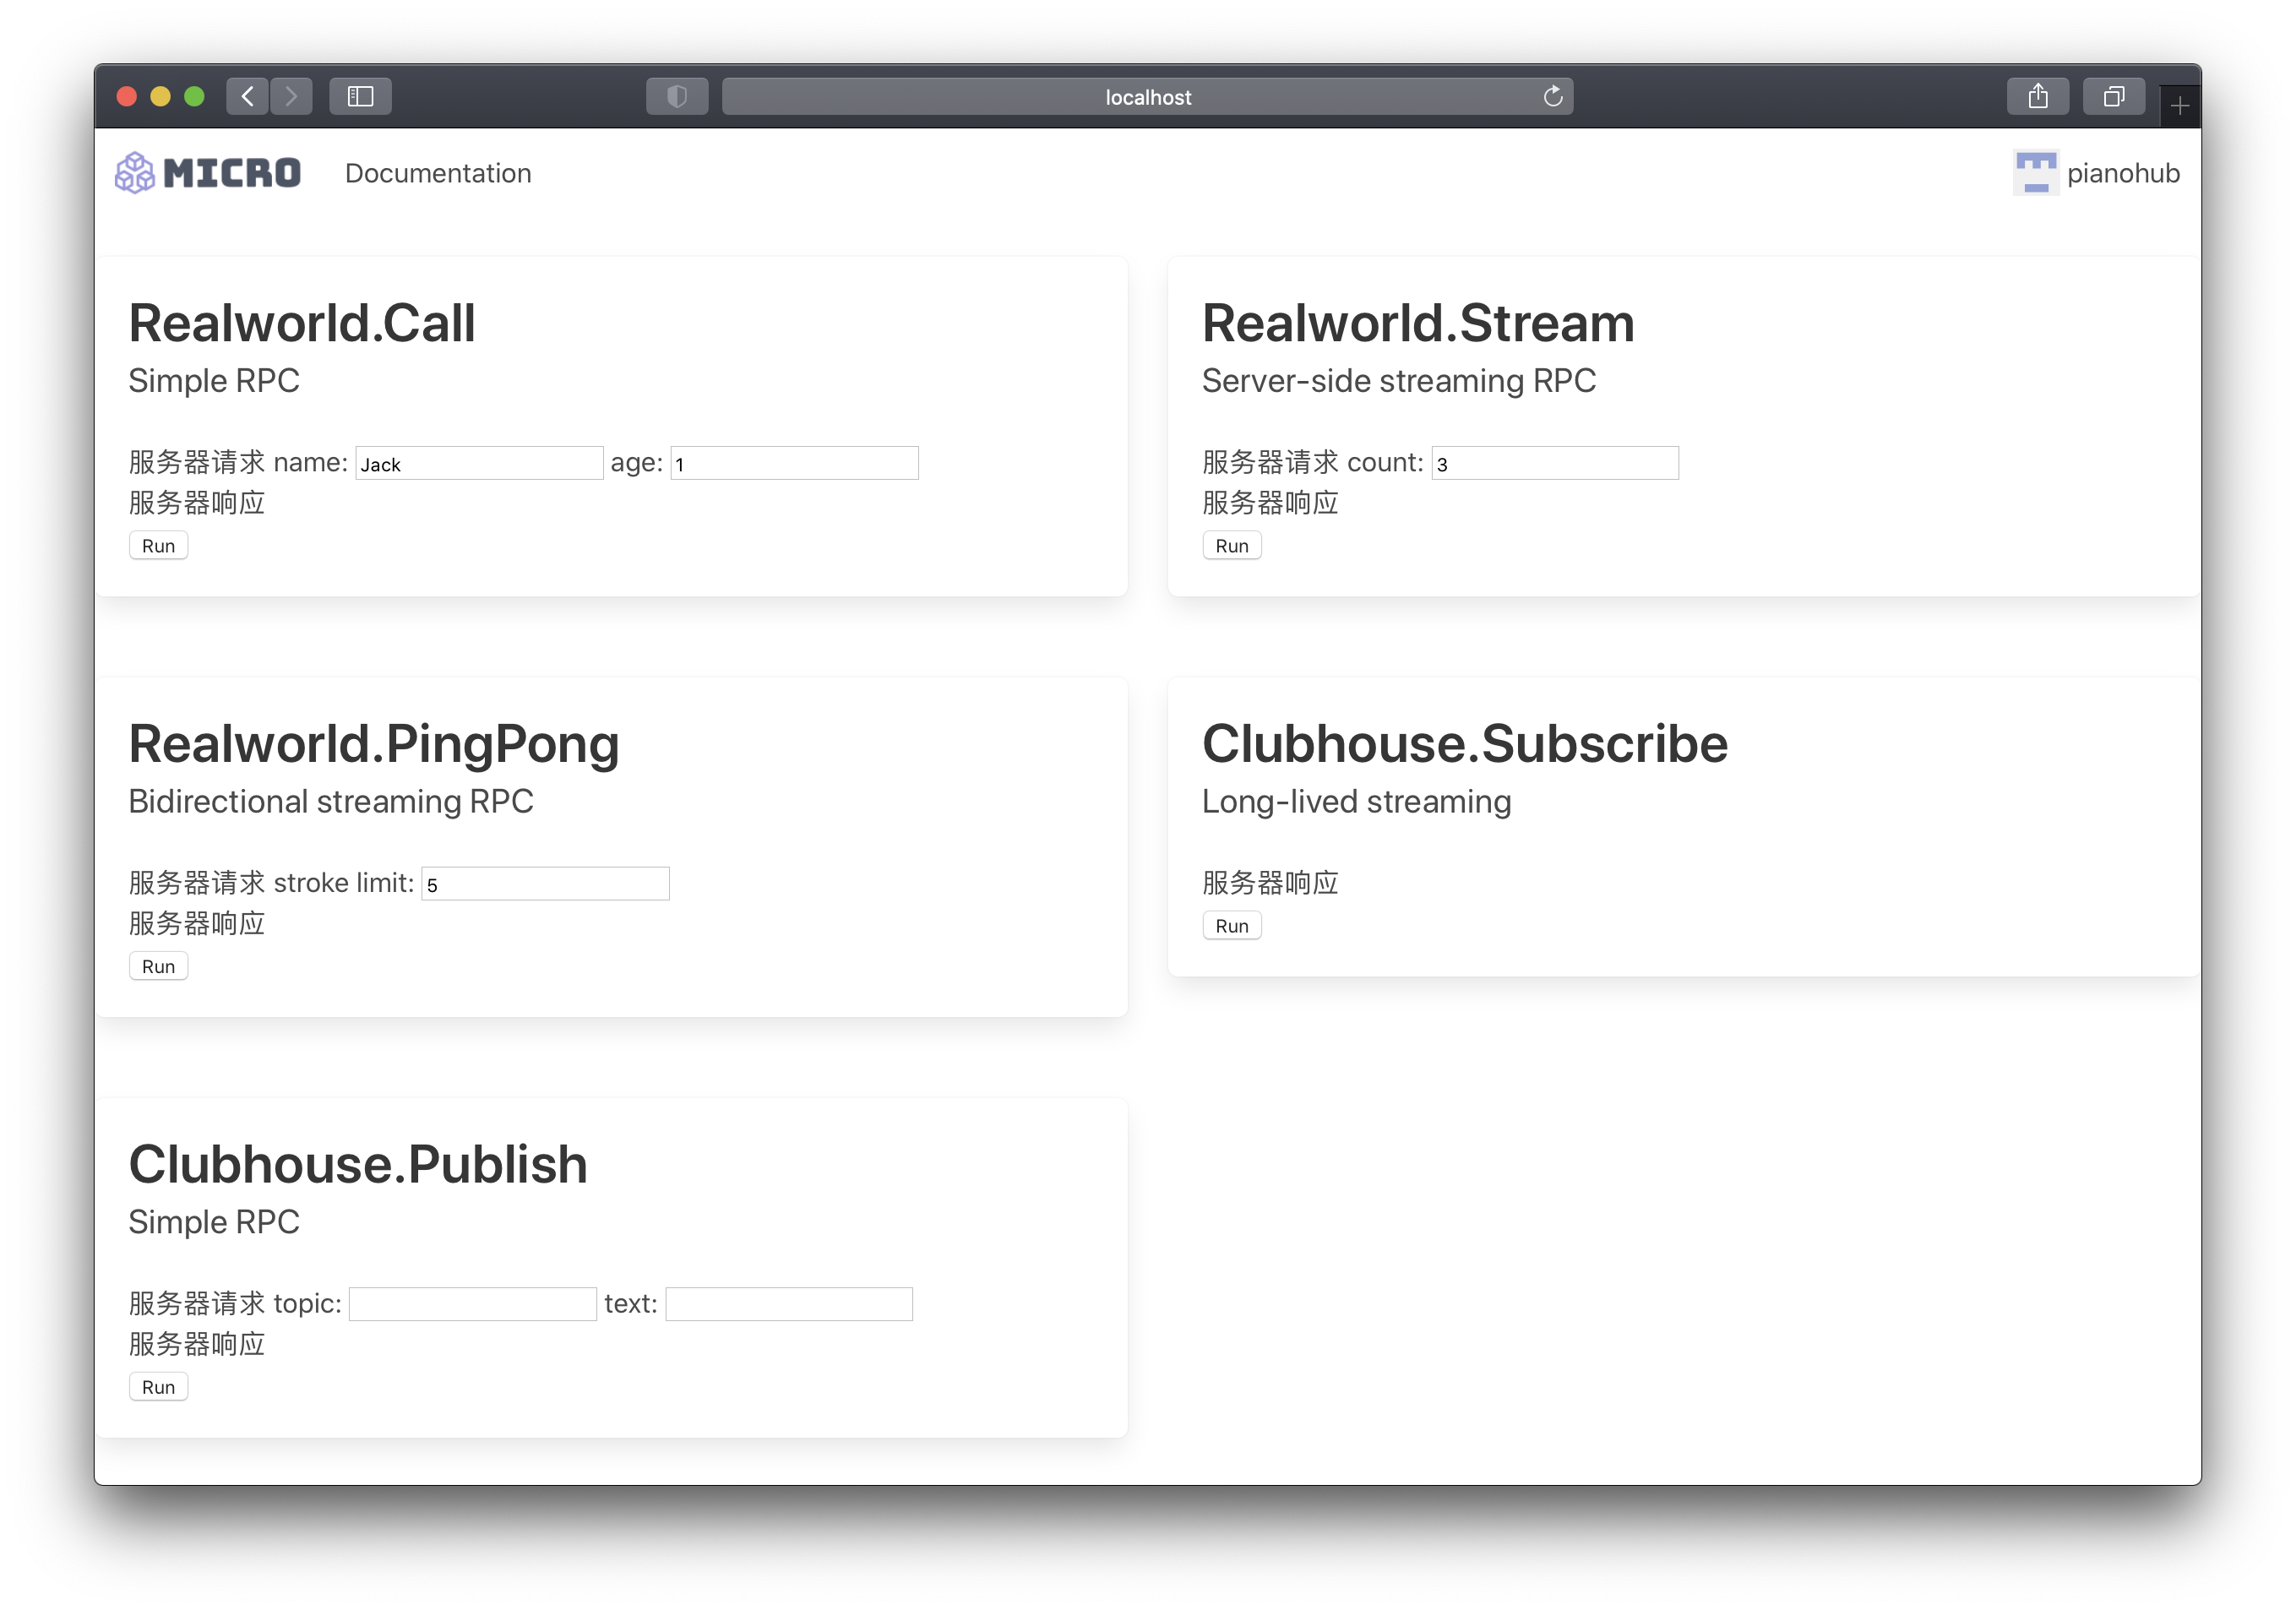 localhost
MICRO Documentation pianohub
Realworld.Call
Simple RPC
服务器请求 name: Jack age: 1
服务器响应
Run
Realworld.Stream
Server-side streaming RPC
服务器请求 count: 3
服务器响应
Run
Realworld.PingPong
Bidirectional streaming RPC
服务器请求 stroke limit: 5
服务器响应
Run
Clubhouse.Subscribe
Long-lived streaming
服务器响应
Run
Clubhouse.Publish
Simple RPC
服务器请求 topic: text:
服务器响应
Run